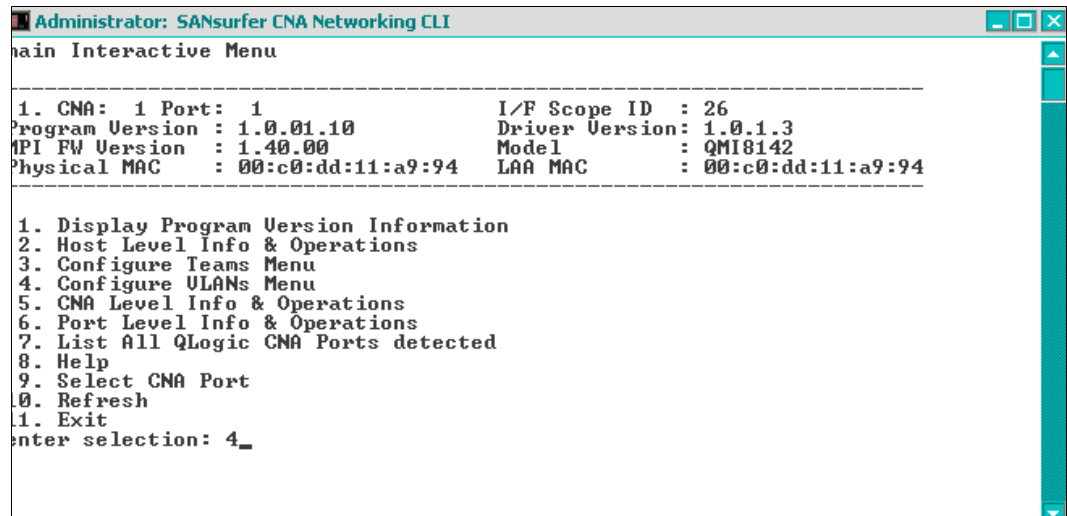 Administrator: SANsurfer CNA Networking CLI
ain Interactive Menu
1. CNA: 1 Port: 1 I/F Scope ID : 26
Program Version : 1.0.01.10 Driver Version: 1.0.1.3
MPI FW Version : 1.40.00 Model : QMI8142
Physical MAC : 00:c0:dd:11:a9:94 LAA MAC : 00:c0:dd:11:a9:94
1. Display Program Version Information
2. Host Level Info & Operations
3. Configure Teams Menu
4. Configure VLANs Menu
5. CNA Level Info & Operations
6. Port Level Info & Operations
7. List All QLogic CNA Ports detected
8. Help
9. Select CNA Port
10. Refresh
11. Exit
enter selection: 4_